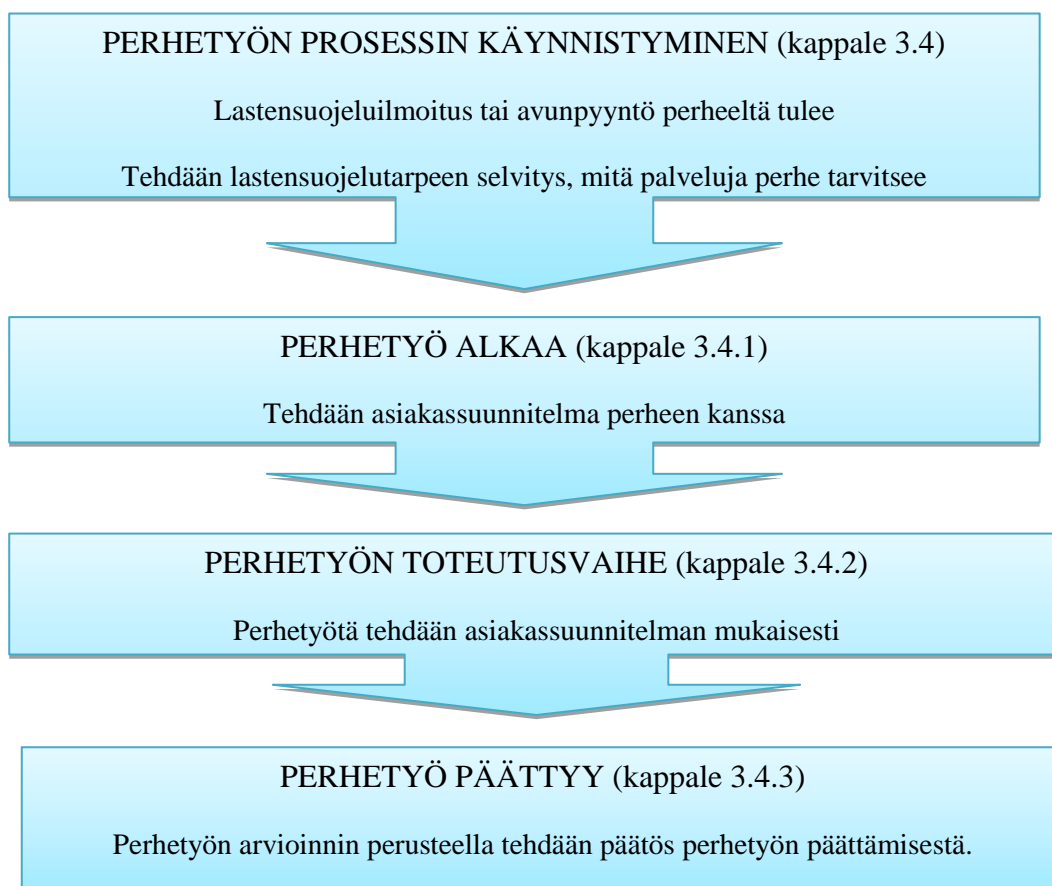 PERHETYÖN PROSESSIN KÄYNNISTYMINEN (kappale 3.4)
Lastensuojeluilmoitus tai avunpyyntö perheeltä tulee
Tehdään lastensuojelutarpeen selvitys, mitä palveluja perhe tarvitsee
PERHETYÖ ALKAA (kappale 3.4.1)
Tehdään asiakassuunnitelma perheen kanssa
PERHETYÖN TOTEUTUSVAIHE (kappale 3.4.2)
Perhetyötä tehdään asiakassuunnitelman mukaisesti
PERHETYÖ PÄÄTTYY (kappale 3.4.3)
Perhetyön arvioinnin perusteella tehdään päätös perhetyön päättämisestä.